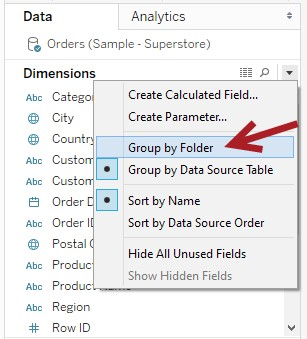 Data
Analytics
Orders (Sample - Superstore)
Dimensions
Abc Categor
City
Country
Abc Custom
Abc Custom
Order D
Abc Order ID
Postal C
Abc Product
Abc Product Name
Abc Region
# Row ID
Create Calculated Field...
Create Parameter...
Group by Folder
Group by Data Source Table
Sort by Name
Sort by Data Source Order
Hide All Unused Fields
Show Hidden Fields